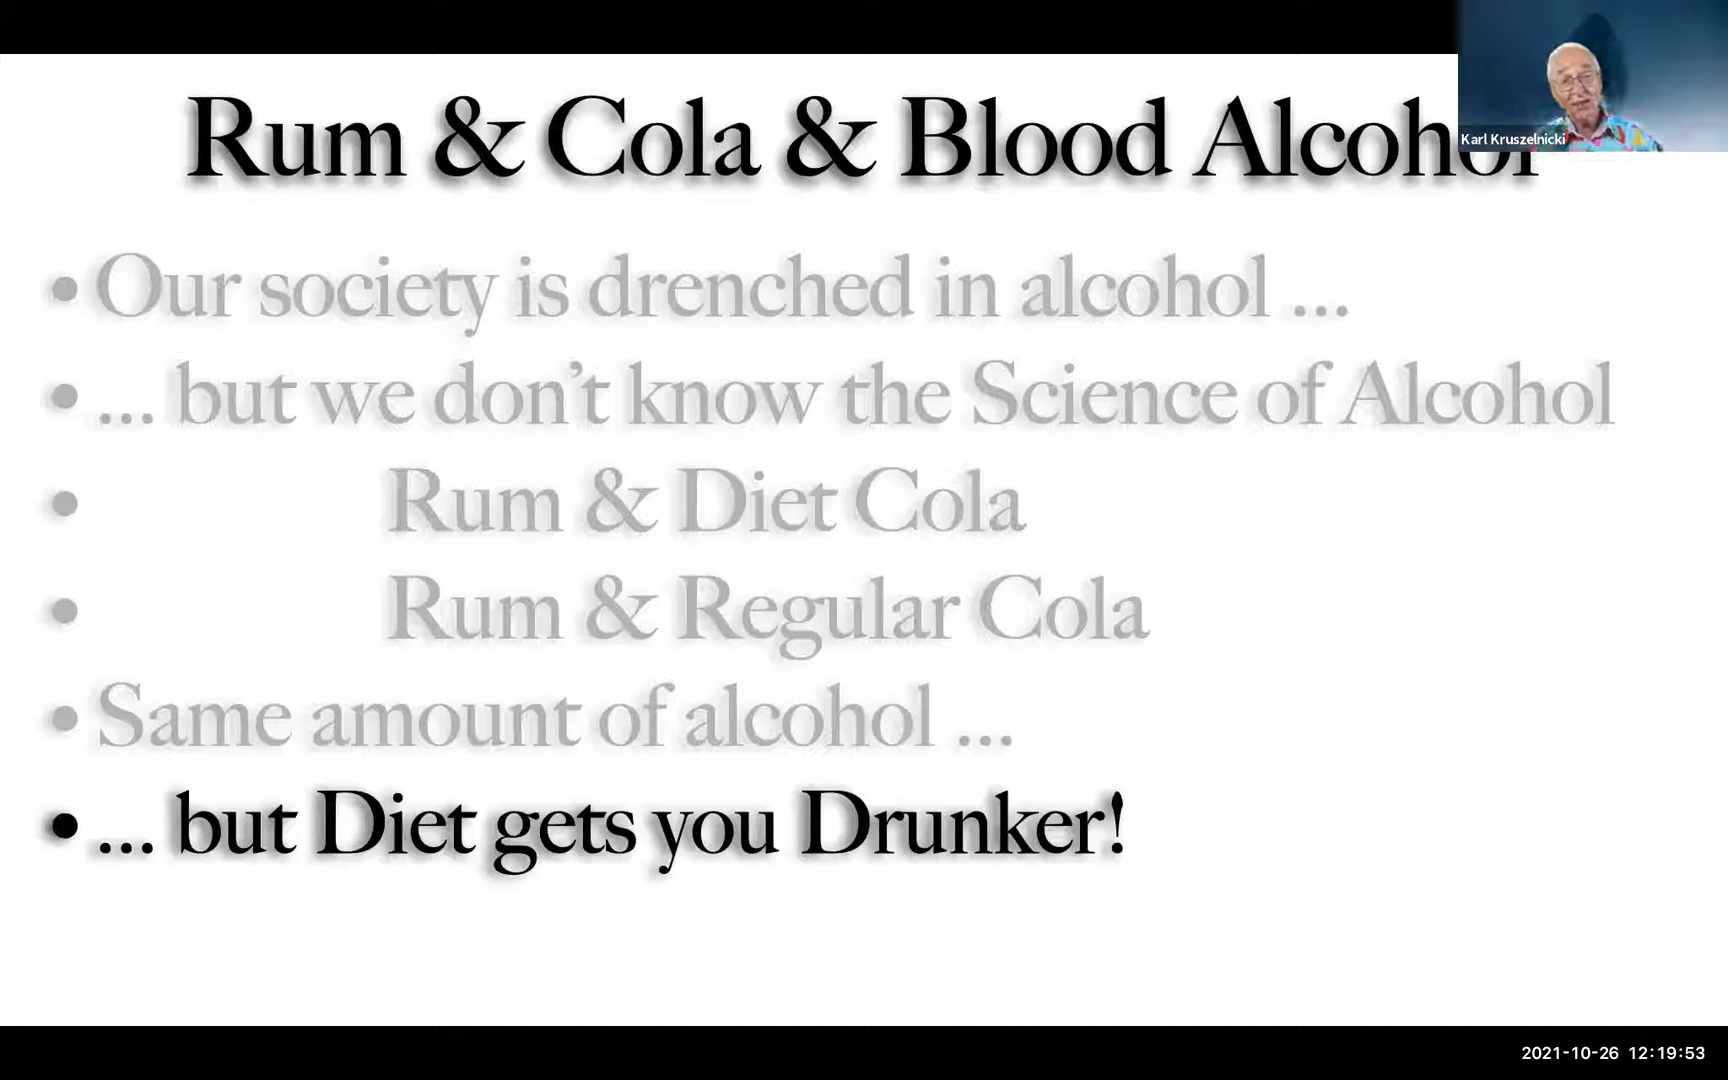 Rum & Cola & Blood Alcohol
Karl Kruszelnicki
• Our society is drenched in alcohol ...
• ... but we don’t know the Science of Alcohol
• Rum & Diet Cola
• Rum & Regular Cola
• Same amount of alcohol ...
• ... but Diet gets you Drunker!
2021-10-26 12:19:53